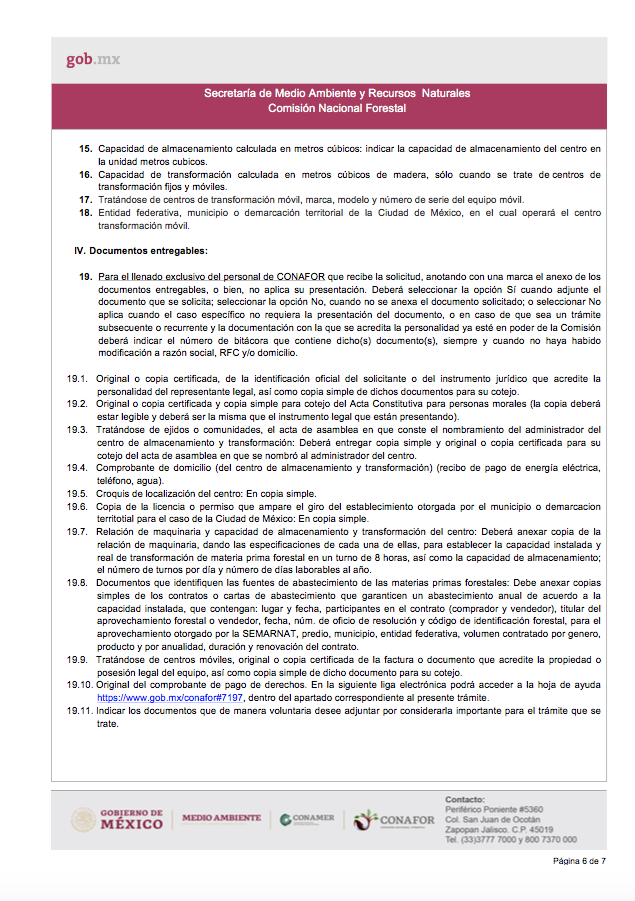 gob.mx
Secretaría de Medio Ambiente y Recursos Naturales
Comisión Nacional Forestal
15. Capacidad de almacenamiento calculada en metros cúbicos: indicar la capacidad de almacenamiento del centro en
la unidad metros cubicos.
16. Capacidad de transformación calculada en metros cúbicos de madera, sólo cuando se trate de centros de
transformación fijos y móviles.
17. Tratándose de centros de transformación móvil, marca, modelo y número de serie del equipo móvil.
18. Entidad federativa, municipio o demarcación territorial de la Ciudad de México, en el cual operará el centro
transformación móvil.
IV. Documentos entregables:
19. Para el llenado exclusivo del personal de CONAFOR que recibe la solicitud, anotando con una marca el anexo de los
documentos entregables, o bien, no aplica su presentación. Deberá seleccionar la opción Sí cuando adjunte el
documento que se solicita; seleccionar la opción No, cuando no se anexa el documento solicitado; o seleccionar No
aplica cuando el caso específico no requiera la presentación del documento, o en caso de que sea un trámite
subsecuente o recurrente y la documentación con la que se acredita la personalidad ya esté en poder de la Comisión
deberá indicar el número de bitácora que contiene dicho(s) documento(s), siempre y cuando no haya habido
modificación a razón social, RFC y/o domicilio.
19.1. Original o copia certificada, de la identificación oficial del solicitante o del instrumento jurídico que acredite la
personalidad del representante legal, así como copia simple de dichos documentos para su cotejo.
19.2. Original o copia certificada y copia simple para cotejo del Acta Constitutiva para personas morales (la copia deberá
estar legible y deberá ser la misma que el instrumento legal que están presentando).
19.3. Tratándose de ejidos o comunidades, el acta de asamblea en que conste el nombramiento del administrador del
centro de almacenamiento y transformación: Deberá entregar copia simple y original o copia certificada para su
cotejo del acta de asamblea en que se nombró al administrador del centro.
19.4. Comprobante de domicilio (del centro de almacenamiento y transformación) (recibo de pago de energía eléctrica,
teléfono, agua).
19.5. Croquis de localización del centro: En copia simple.
19.6. Copia de la licencia o permiso que ampare el giro del establecimiento otorgada por el municipio o demarcacion
territotial para el caso de la Ciudad de México: En copia simple.
19.7. Relación de maquinaria y capacidad de almacenamiento y transformación del centro: Deberá anexar copia de la
relación de maquinaria, dando las especificaciones de cada una de ellas, para establecer la capacidad instalada y
real de transformación de materia prima forestal en un turno de 8 horas, así como la capacidad de almacenamiento;
el número de turnos por día y número de días laborables al año.
19.8. Documentos que identifiquen las fuentes de abastecimiento de las materias primas forestales: Debe anexar copias
simples de los contratos o cartas de abastecimiento que garanticen un abastecimiento anual de acuerdo a la
capacidad instalada, que contengan: lugar y fecha, participantes en el contrato (comprador y vendedor), titular del
aprovechamiento forestal o vendedor, fecha, núm. de oficio de resolución y código de identificación forestal, para el
aprovechamiento otorgado por la SEMARNAT, predio, municipio, entidad federativa, volumen contratado por genero,
producto y por anualidad, duración y renovación del contrato.
19.9. Tratándose de centros móviles, original o copia certificada de la factura o documento que acredite la propiedad o
posesión legal del equipo, así como copia simple de dicho documento para su cotejo.
19.10. Original del comprobante de pago de derechos. En la siguiente liga electrónica podrá acceder a la hoja de ayuda
https://www.gob.mx/conafor#7197, dentro del apartado correspondiente al presente trámite.
19.11. Indicar los documentos que de manera voluntaria desee adjuntar por considerarla importante para el trámite que se
trate.
GOBIERNO DE
MÉXICO
MEDIO AMBIENTE
CONAMER
CONAFOR
Contacto:
Periférico Poniente #5360
Col. San Juan de Ocotán
Zapopan Jalisco. C.P. 45019
Tel. (33)3777 7000 y 800 7370 000
Página 6 de 7